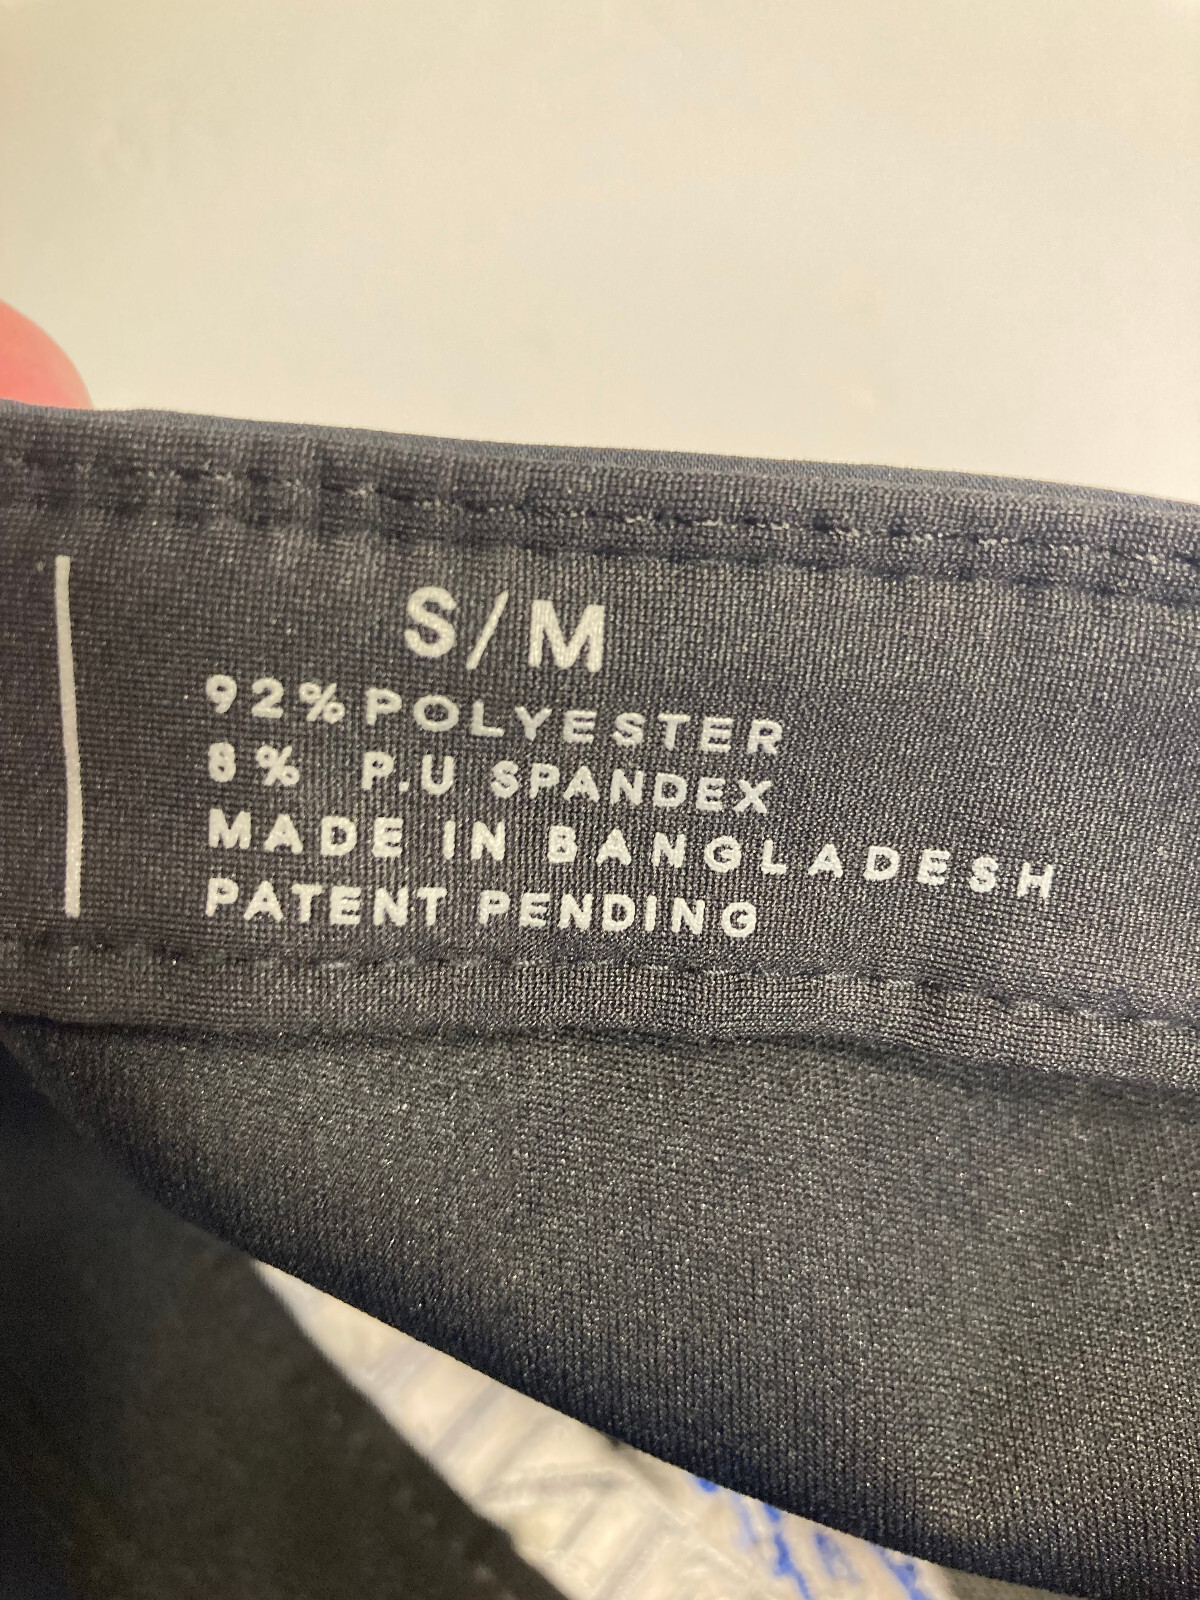 S/M
92% POLYESTER
8% P.U SPANDEX
MADE IN BANGLADESH
PATENT PENDING